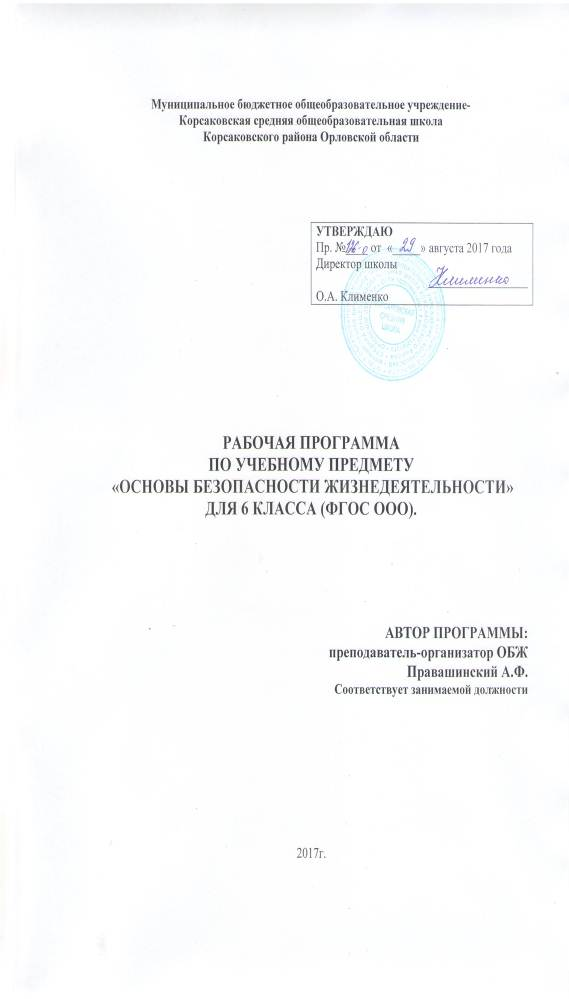 Муниципальное бюджетное общеобразовательное учреждение-
Корсаковская средняя общеобразовательная школа
Корсаковского района Орловской области
УТВЕРЖДАЮ
Пр. № от « 29 » августа 2017 года
Директор школы
Клименко
О.А. Клименко
СРЕДНЯЯ
ШКОЛА
РАБОЧАЯ ПРОГРАММА
ПО УЧЕБНОМУ ПРЕДМЕТУ
«ОСНОВЫ БЕЗОПАСНОСТИ ЖИЗНЕДЕЯТЕЛЬНОСТИ»
ДЛЯ 6 КЛАССА (ФГОС ООО).
АВТОР ПРОГРАММЫ:
преподаватель-организатор ОБЖ
Правашинский А.Ф.
Соответствует занимаемой должности
2017г.